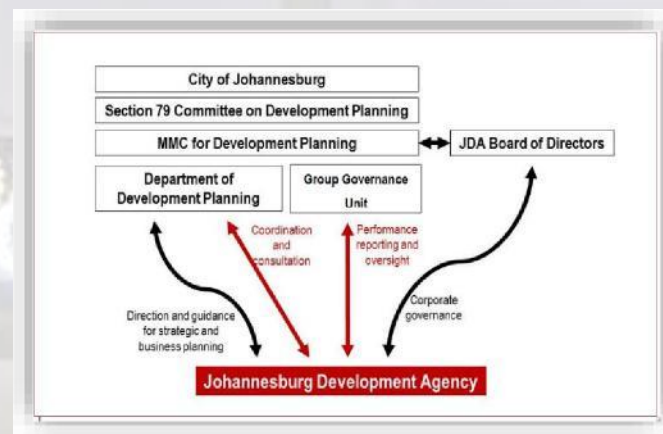 City of Johannesburg
Section 79 Committee on Development Planning
MMC for Development Planning
JDA Board of Directors
Department of
Development Planning
Group Governance
Unit
Coordination
and
consultation
Performance
reporting and
oversight
Direction and guidance
for strategic and
business planning
Corporate
governance
Johannesburg Development Agency